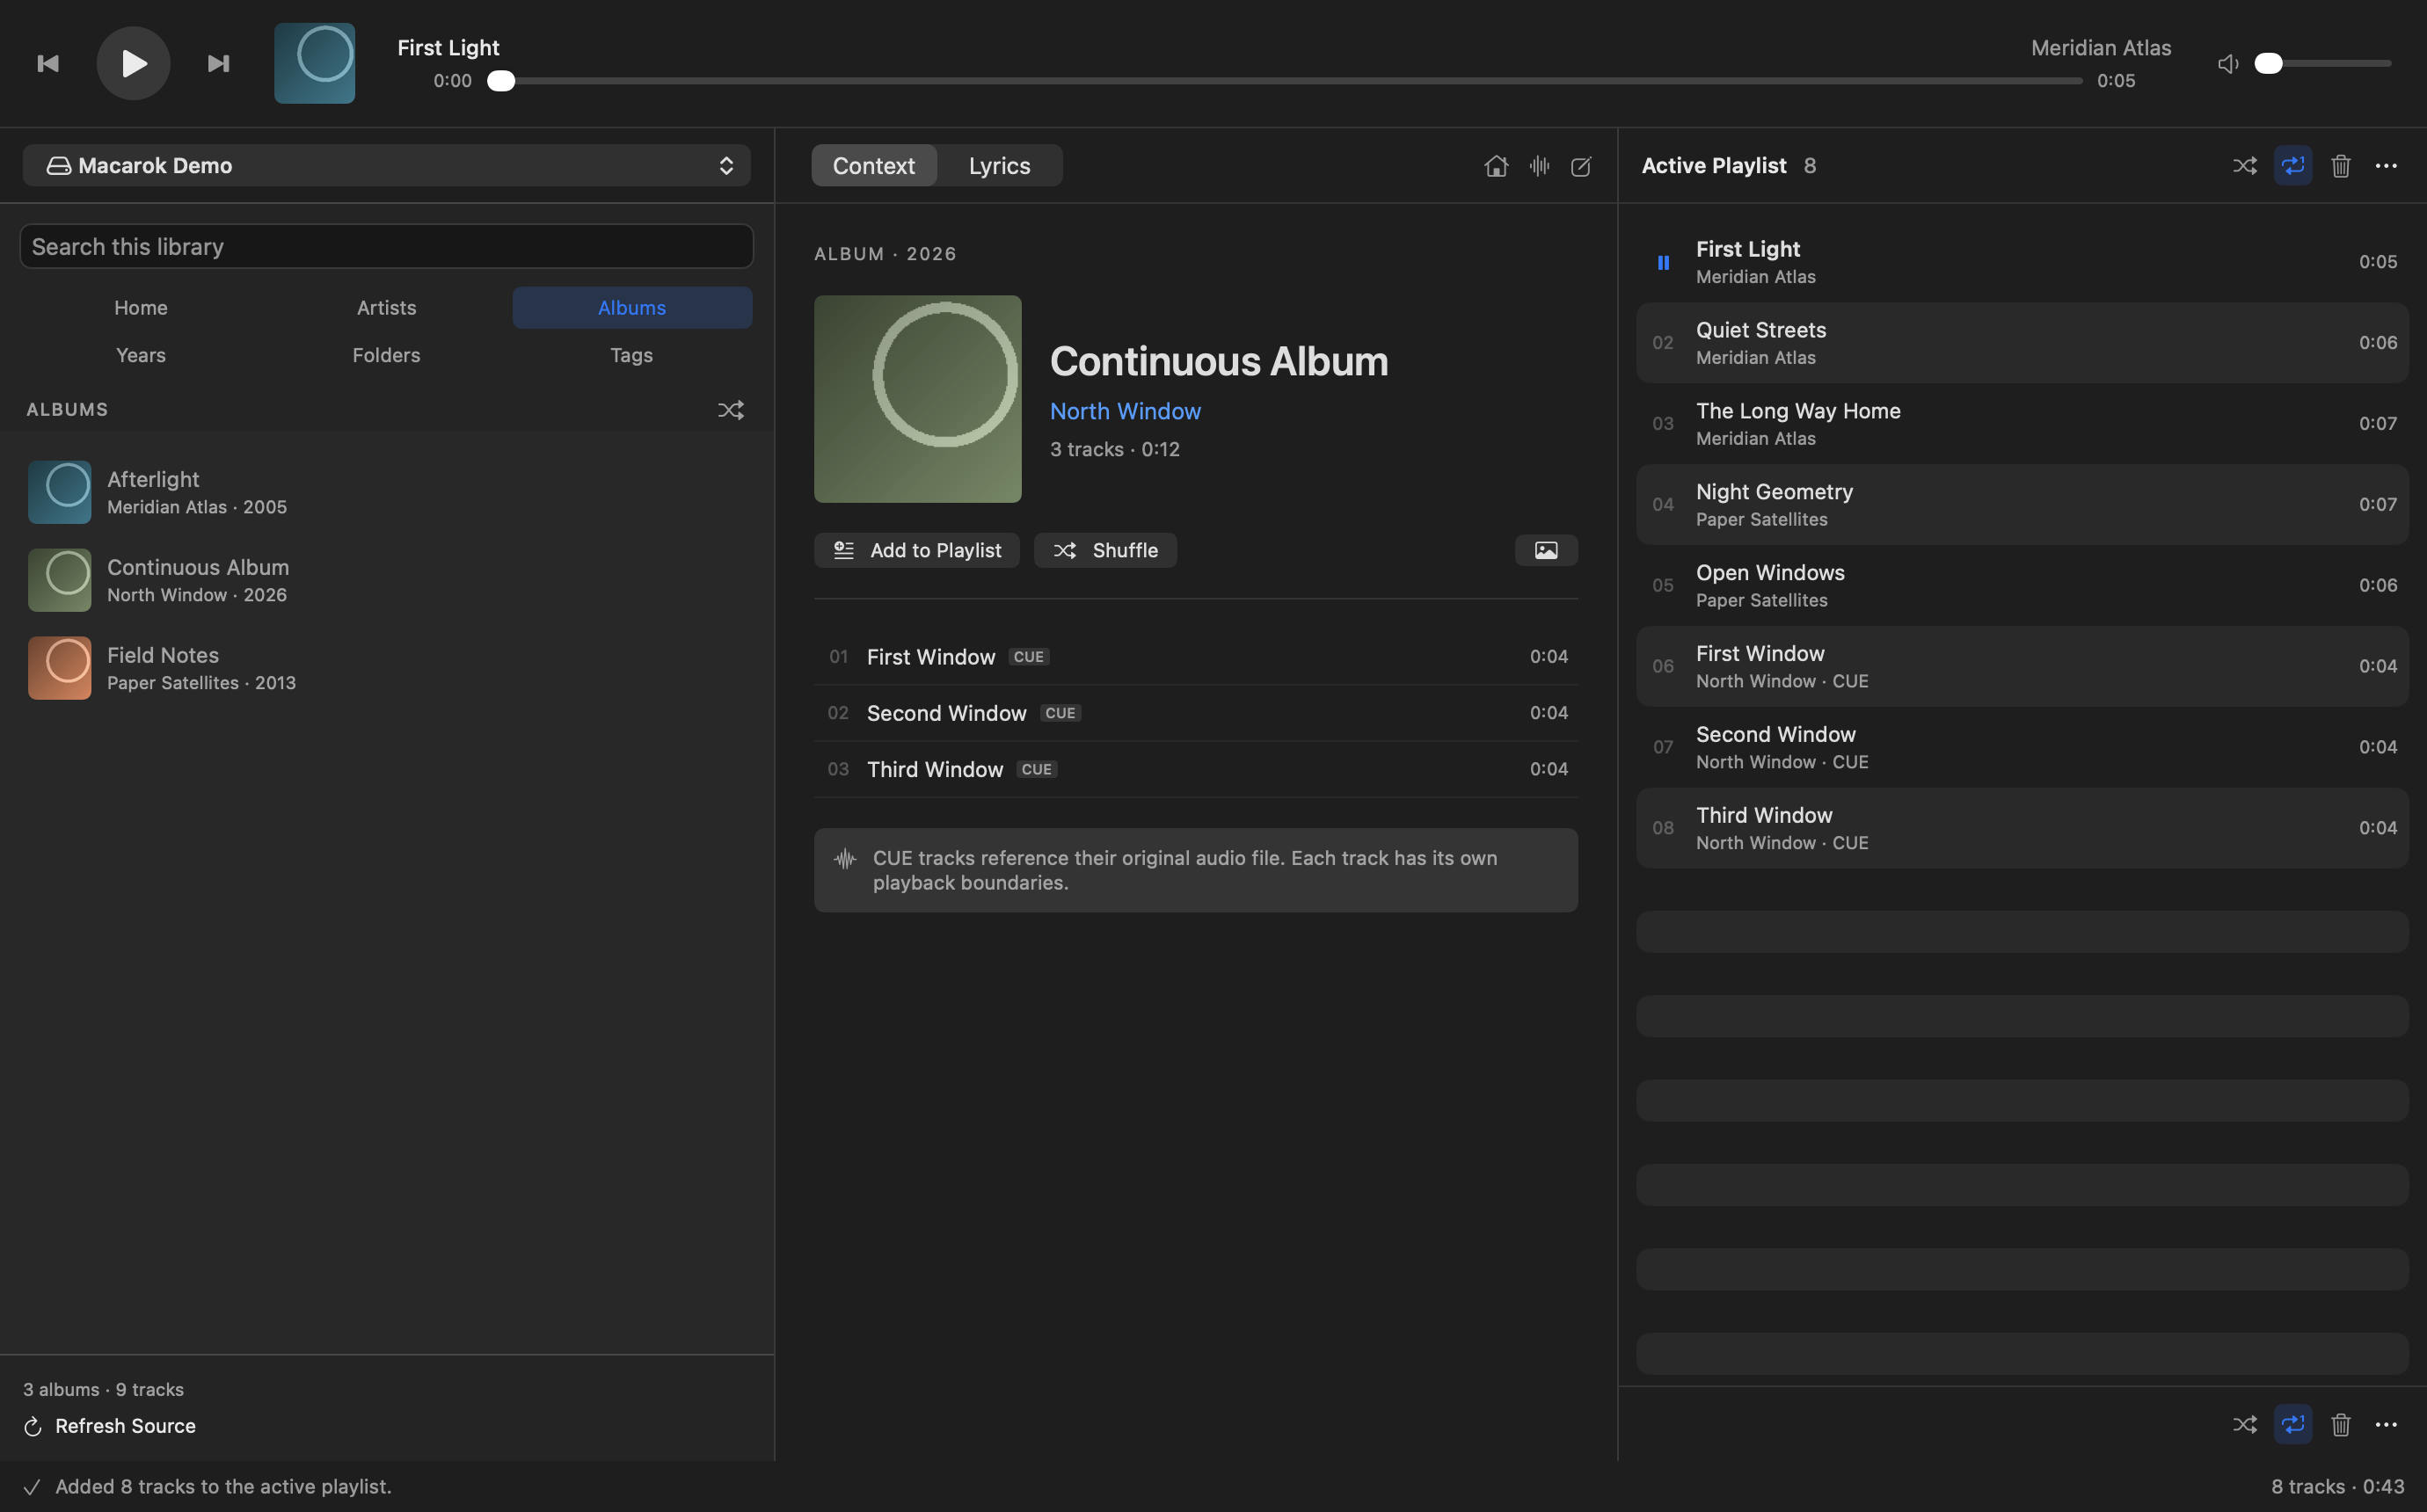 First Light
Meridian Atlas
0:00
0:05
Macarok Demo
Search this library
Home
Artists
Albums
Years
Folders
Tags
ALBUMS
Afterlight
Meridian Atlas · 2005
Continuous Album
North Window · 2026
Field Notes
Paper Satellites · 2013
3 albums · 9 tracks
Refresh Source
Context
Lyrics
ALBUM · 2026
Continuous Album
North Window
3 tracks · 0:12
Add to Playlist
Shuffle
01 First Window CUE 0:04
02 Second Window CUE 0:04
03 Third Window CUE 0:04
CUE tracks reference their original audio file. Each track has its own
playback boundaries.
Active Playlist 8
First Light
Meridian Atlas
0:05
02 Quiet Streets
Meridian Atlas
0:06
03 The Long Way Home
Meridian Atlas
0:07
04 Night Geometry
Paper Satellites
0:07
05 Open Windows
Paper Satellites
0:06
06 First Window
North Window · CUE
0:04
07 Second Window
North Window · CUE
0:04
08 Third Window
North Window · CUE
0:04
Added 8 tracks to the active playlist.
8 tracks · 0:43